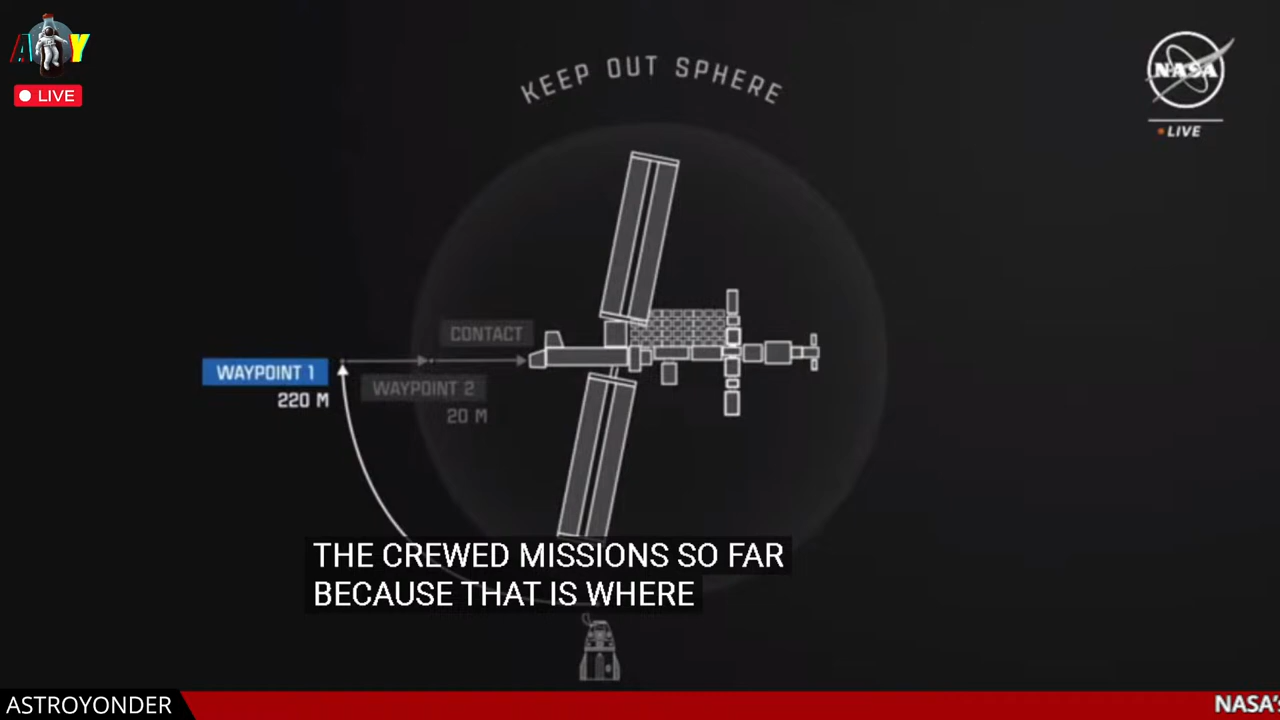 A Y
LIVE
KEEP OUT SPHERE
NASA
LIVE
CONTACT
WAYPOINT 1
220 M
WAYPOINT 2
20 M
THE CREWED MISSIONS SO FAR
BECAUSE THAT IS WHERE
ASTROYONDER
NASA'